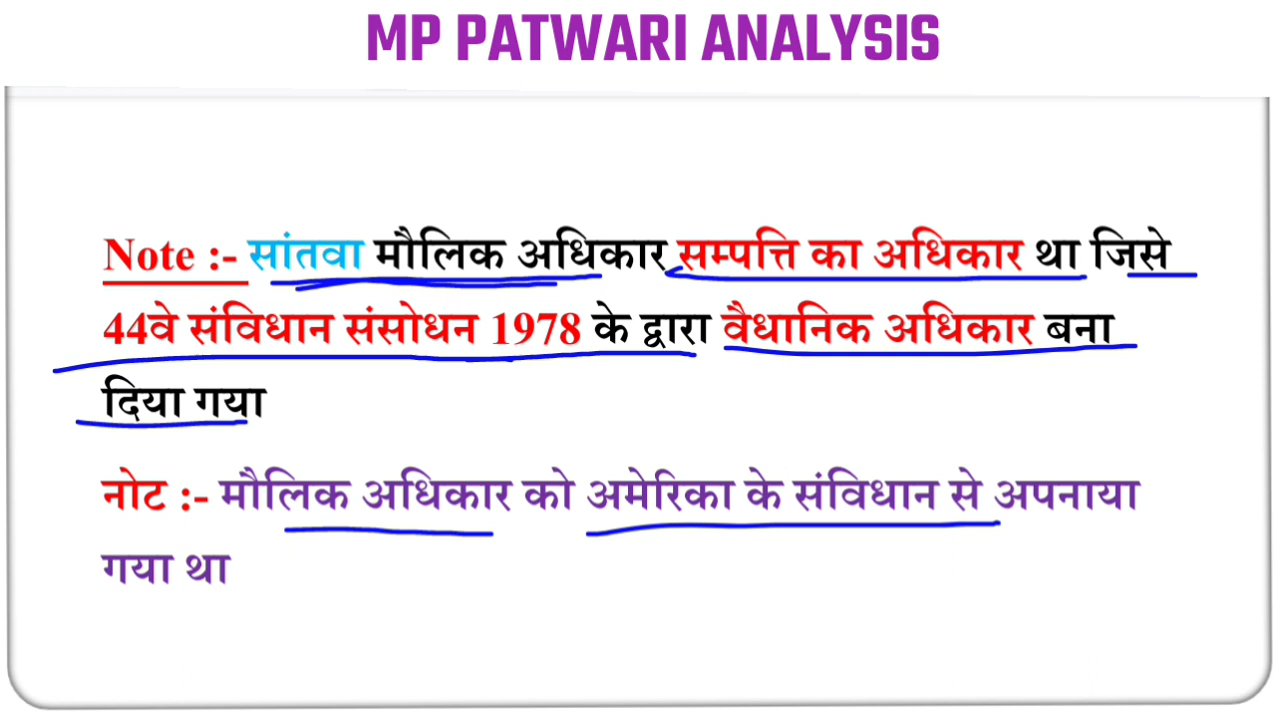 MP PATWARI ANALYSIS
Note :- सांतवा मौलिक अधिकार सम्पत्ति का अधिकार था जिसे
44वे संविधान संसोधन 1978 के द्वारा वैधानिक अधिकार बना
दिया गया
नोट :- मौलिक अधिकार को अमेरिका के संविधान से अपनाया
गया था